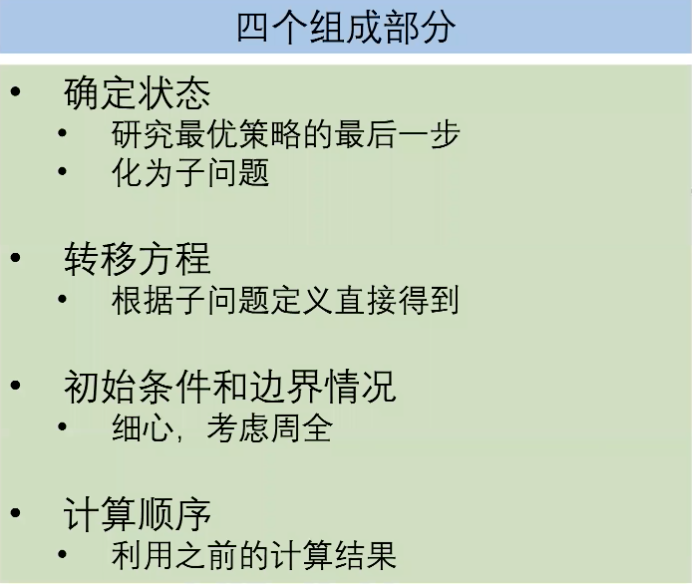 四个组成部分
• 确定状态
• 研究最优策略的最后一步
• 化为子问题
• 转移方程
• 根据子问题定义直接得到
• 初始条件和边界情况
• 细心，考虑周全
• 计算顺序
• 利用之前的计算结果